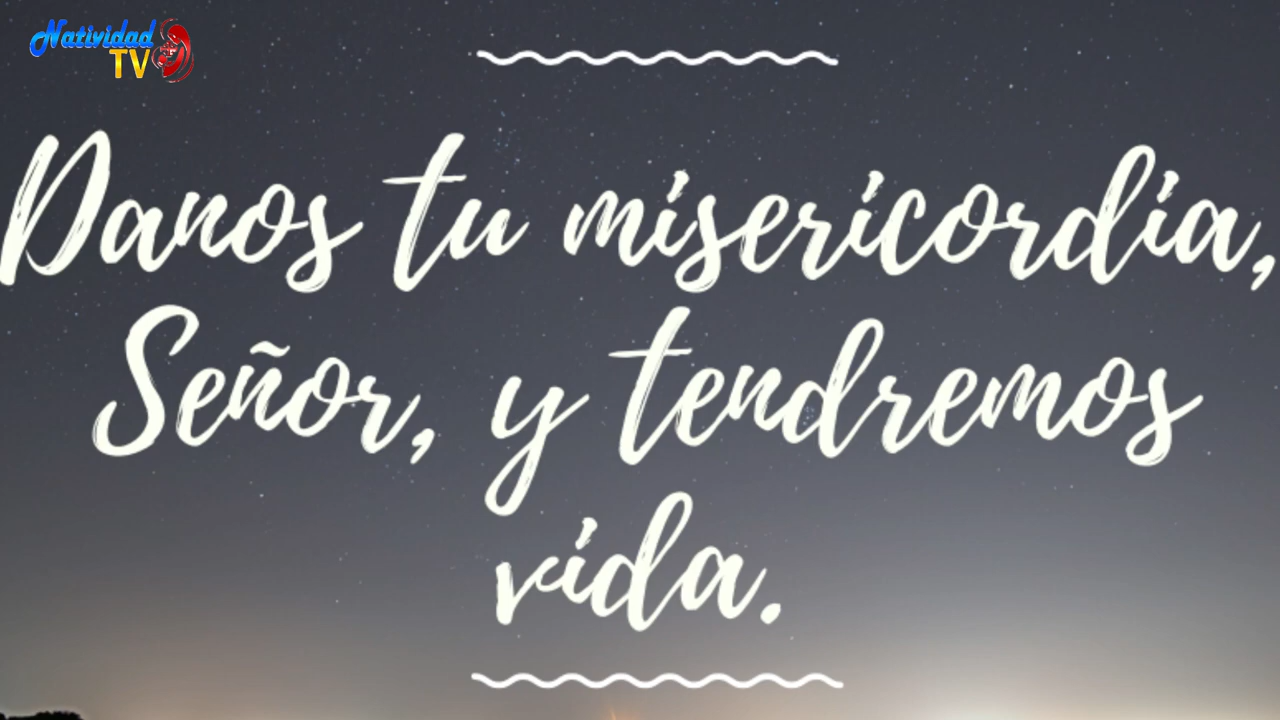 Natividad
TV
Danos tu misericordia,
Señor, y tendremos
vida.